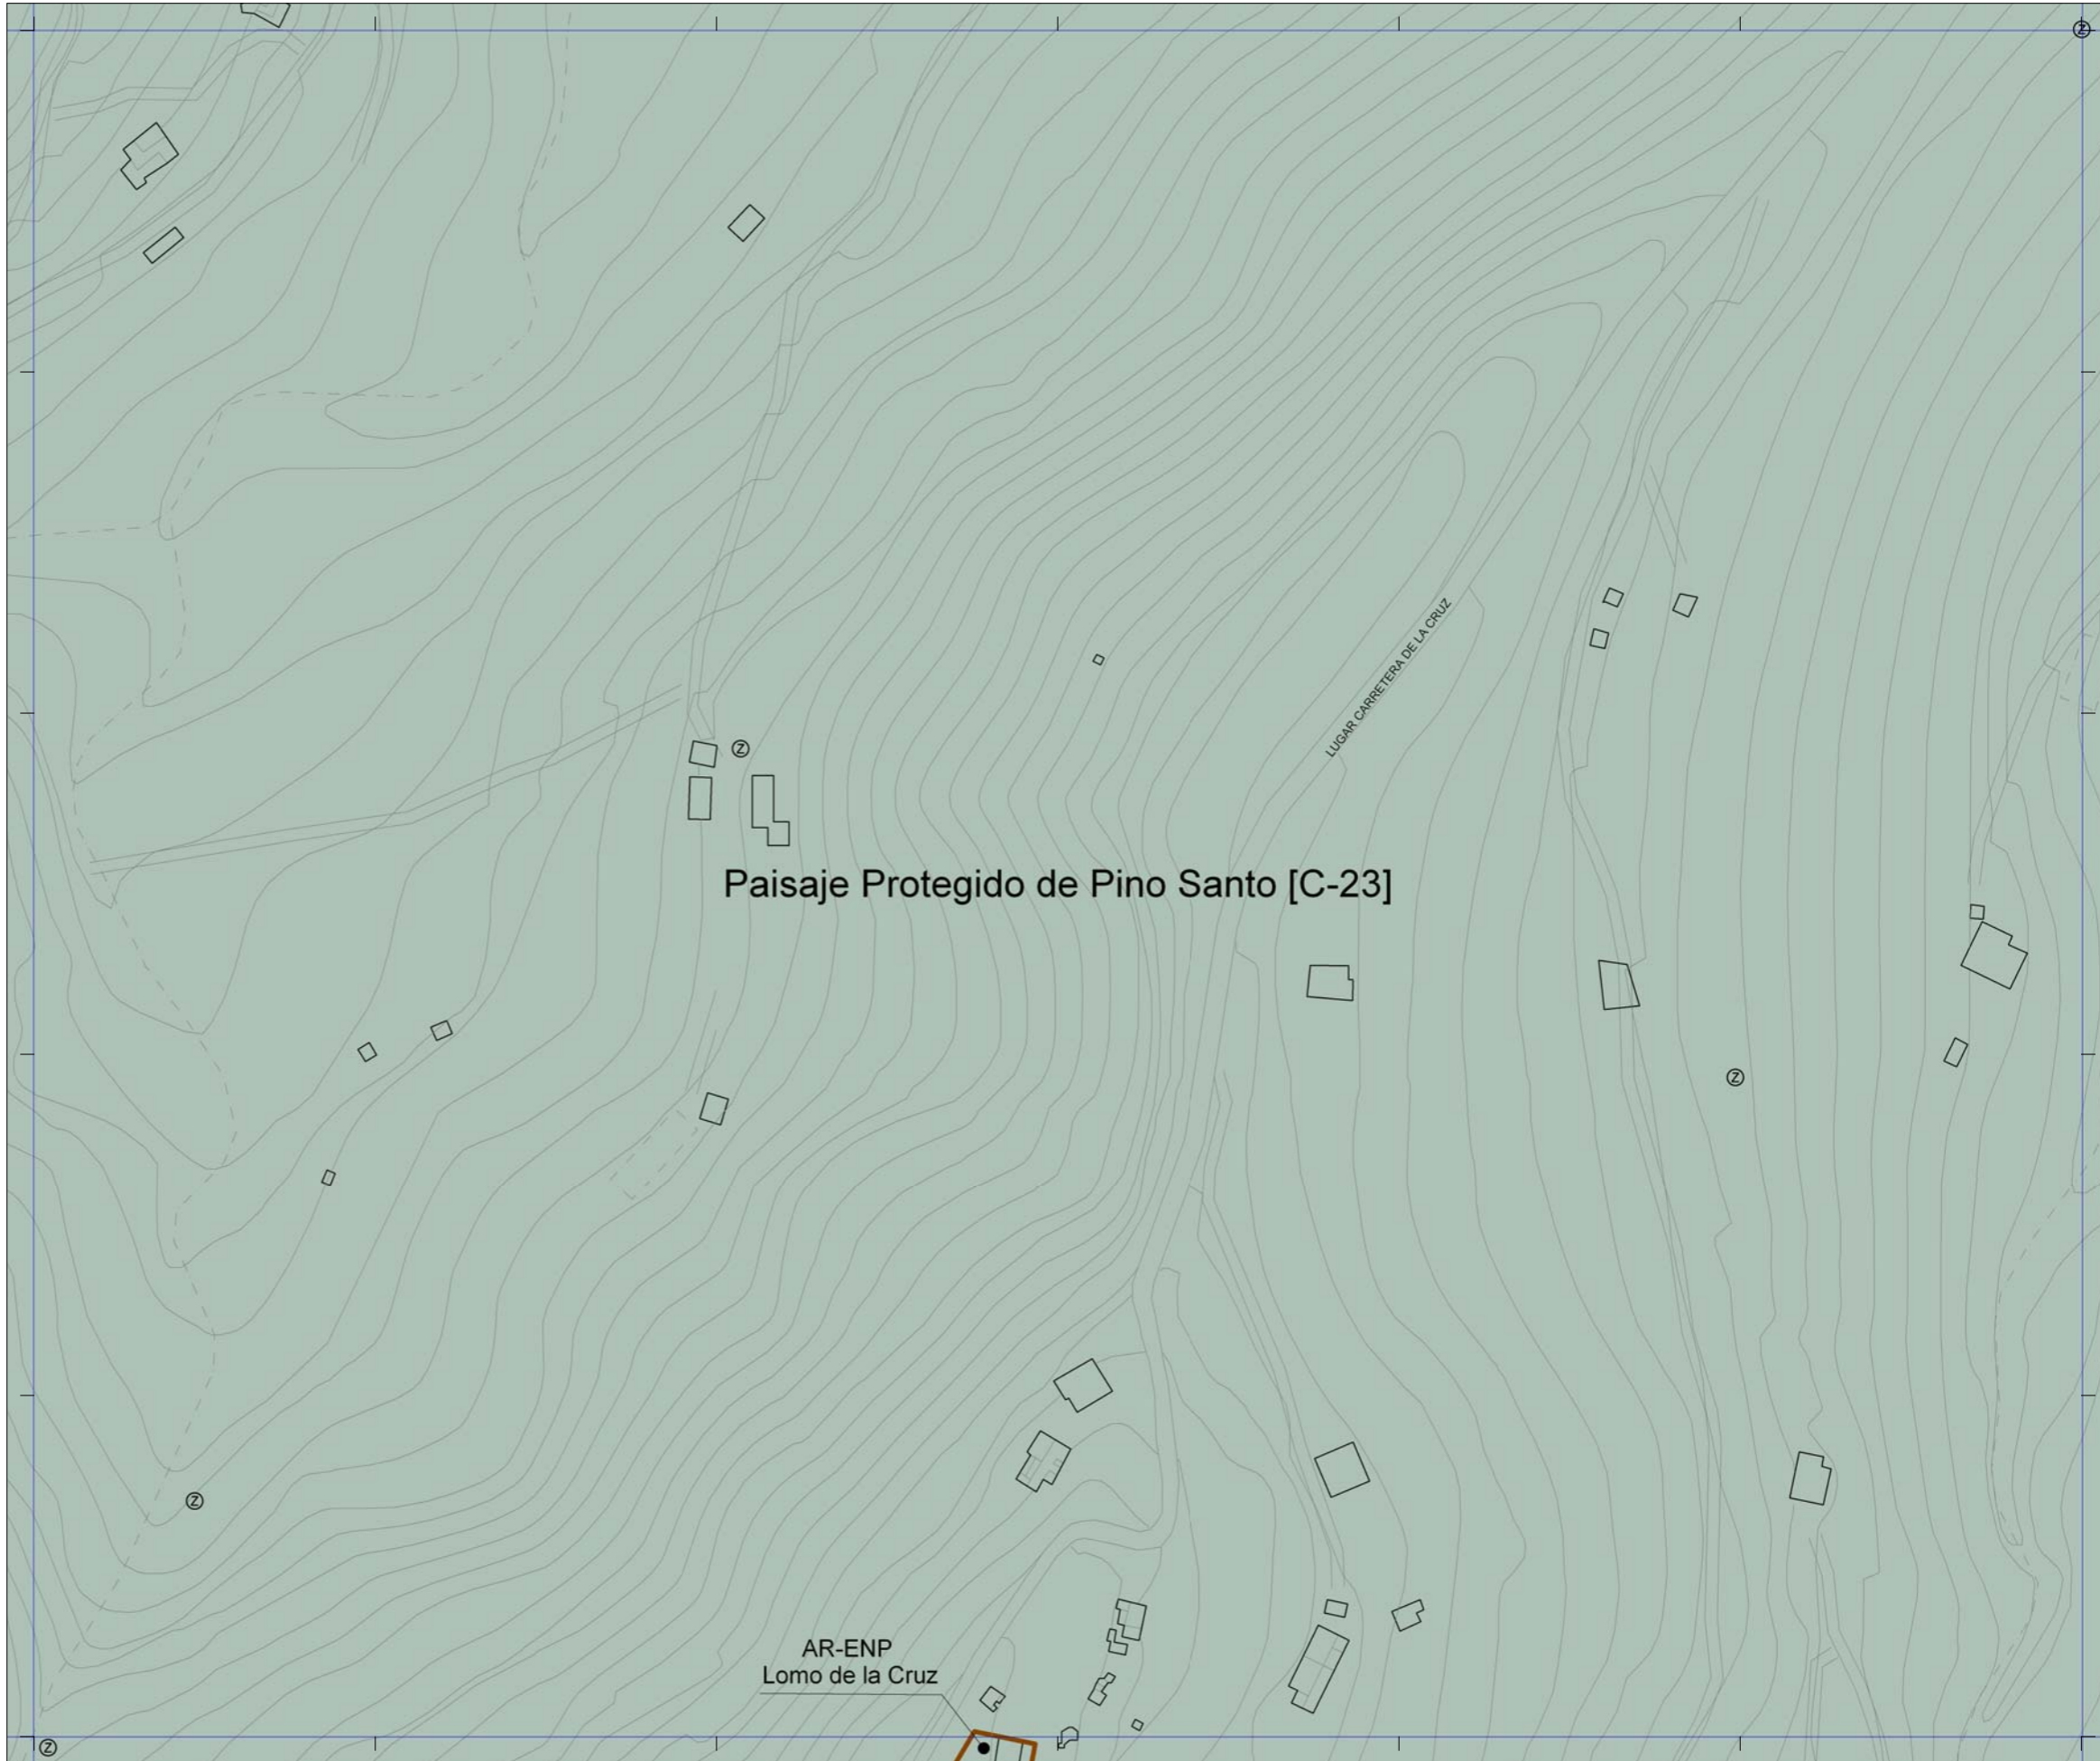 Z
LUGAR CARRETERA DE LA CRUZ
Z
Paisaje Protegido de Pino Santo [C-23]
Z
Z
AR-ENP
Lomo de la Cruz
Z